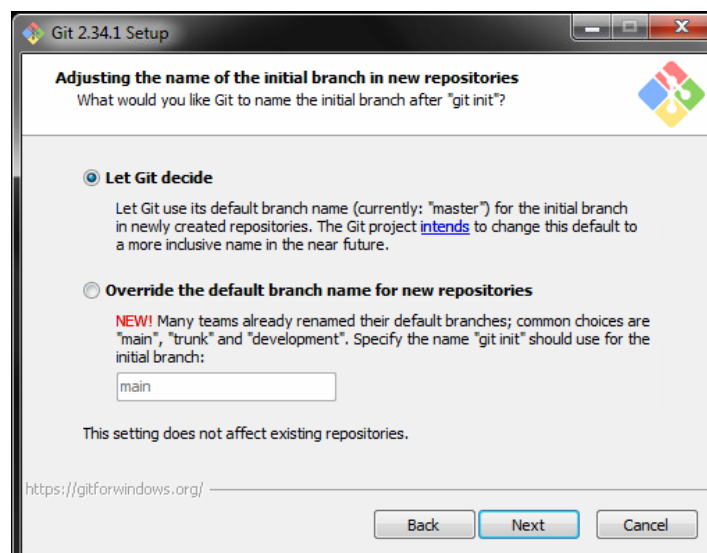 Git 2.34.1 Setup
Adjusting the name of the initial branch in new repositories
What would you like Git to name the initial branch after "git init"?
Let Git decide
Let Git use its default branch name (currently: "master") for the initial branch
in newly created repositories. The Git project intends to change this default to
a more inclusive name in the near future.
Override the default branch name for new repositories
NEW! Many teams already renamed their default branches; common choices are
"main", "trunk" and "development". Specify the name "git init" should use for the
initial branch:
main
This setting does not affect existing repositories.
https://gitforwindows.org/
Back
Next
Cancel